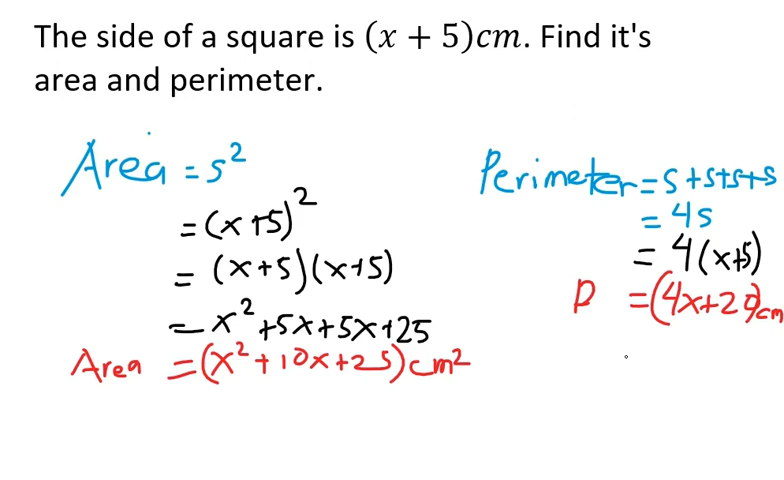 The side of a square is (x + 5)cm. Find it's
area and perimeter.
Area = s²
= (x+5)²
= (x+5)(x+5)
= x²+5x+5x+25
Area = (x²+10x+25)cm²
Perimeter = s+s+s+s
= 4s
= 4(x+5)
P = (4x+20)cm